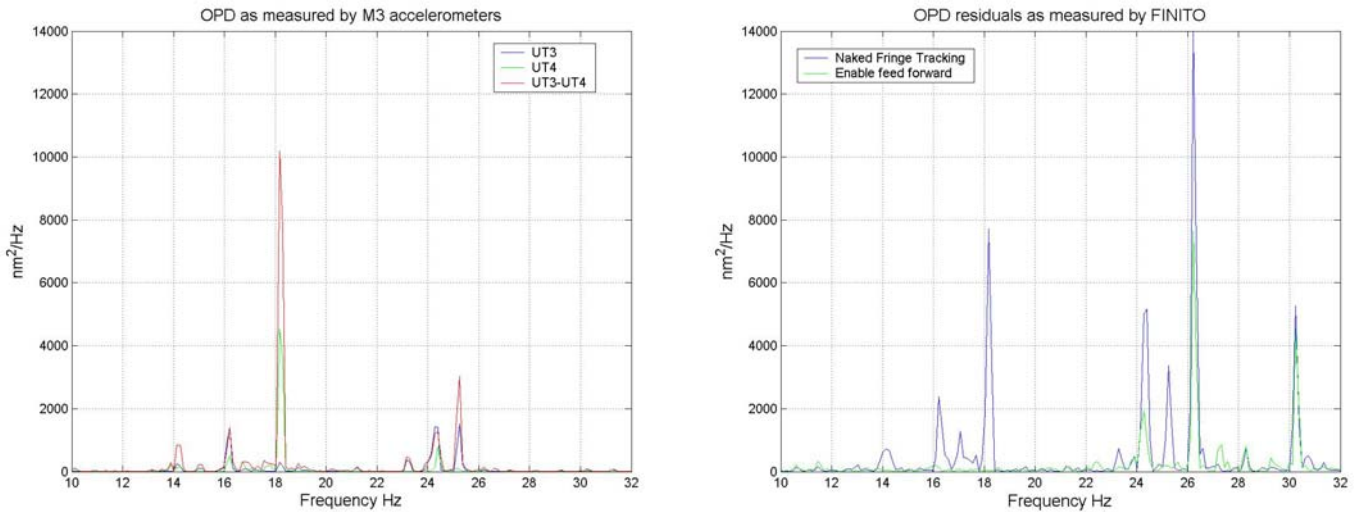 OPD as measured by M3 accelerometers
14000
12000
10000
8000
6000
4000
2000
0
nm²/Hz
UT3
UT4
UT3-UT4
10 12 14 16 18 20 22 24 26 28 30 32
Frequency Hz
OPD residuals as measured by FINITO
14000
12000
10000
8000
6000
4000
2000
0
nm²/Hz
Naked Fringe Tracking
Enable feed forward
10 12 14 16 18 20 22 24 26 28 30 32
Frequency Hz